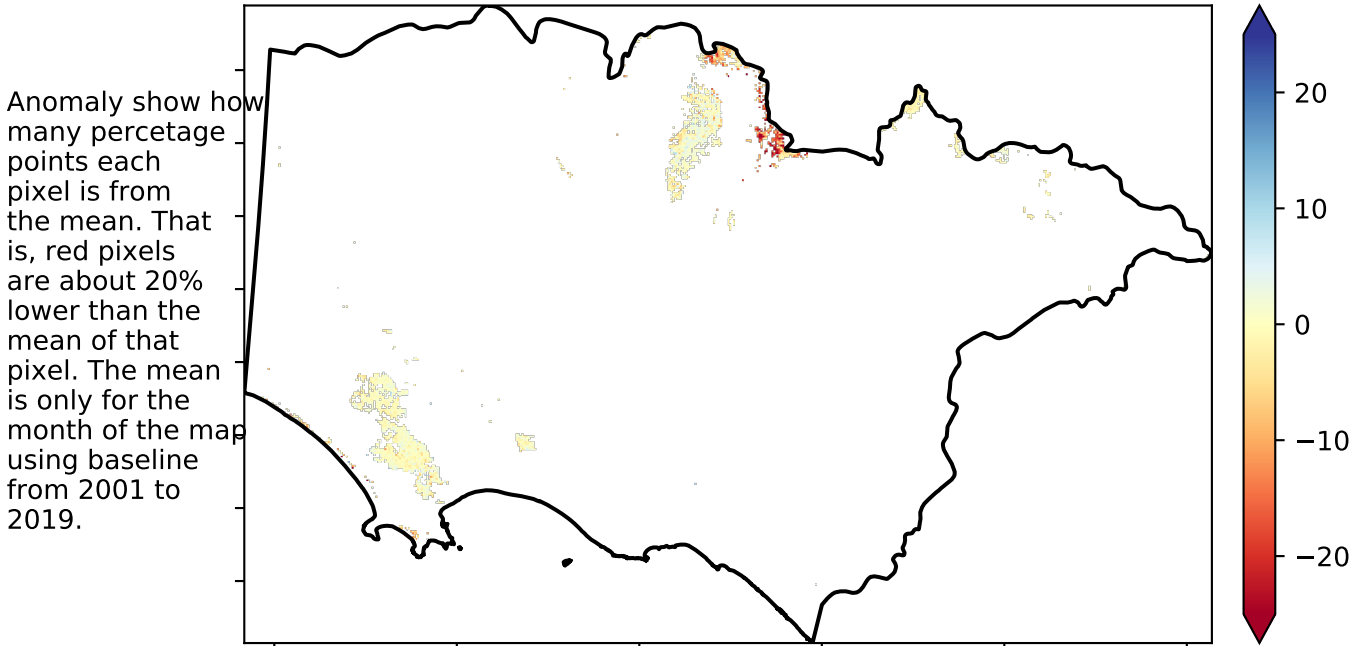 Anomaly show how
many percetage
points each
pixel is from
the mean. That
is, red pixels
are about 20%
lower than the
mean of that
pixel. The mean
is only for the
month of the map
using baseline
from 2001 to
2019.
20
10
0
−10
−20